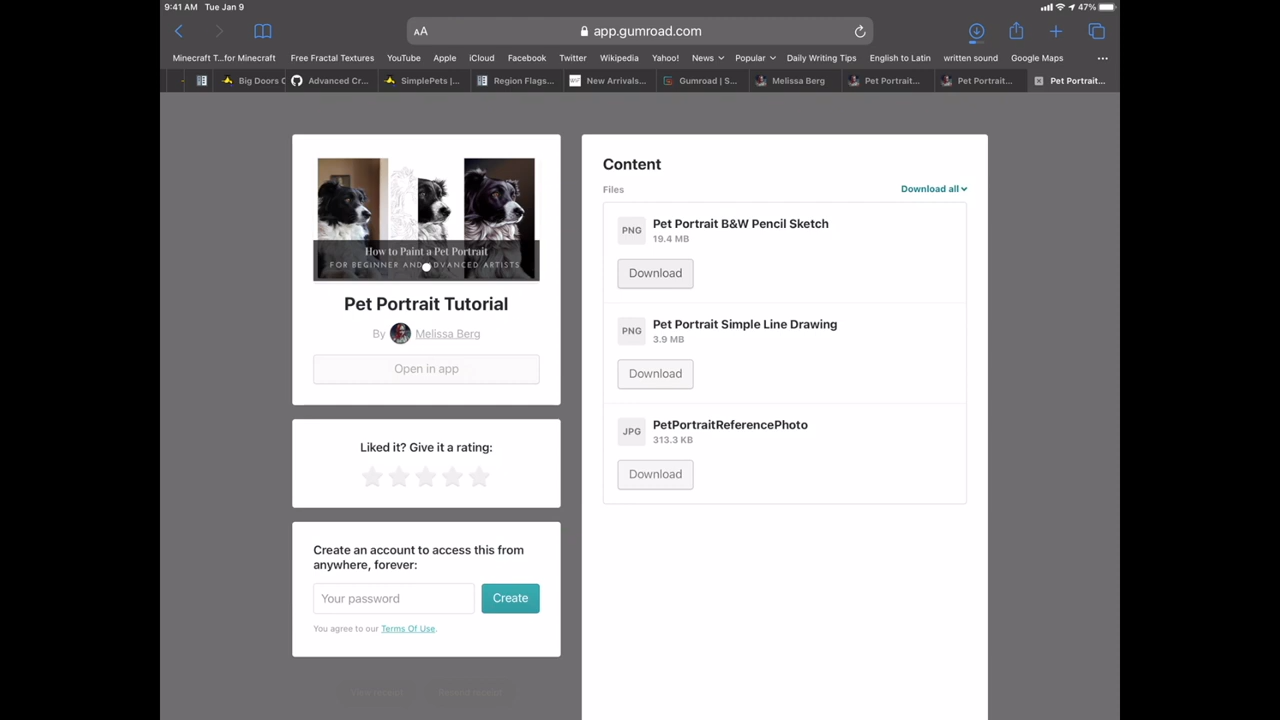 9:41 AM Tue Jan 9
47%
AA
app.gumroad.com
Minecraft T...for Minecraft Free Fractal Textures YouTube Apple iCloud Facebook Twitter Wikipedia Yahoo! News Popular Daily Writing Tips English to Latin written sound Google Maps
Big Doors Advanced Cr... SimplePets |... Region Flags... New Arrivals... Gumroad | S... Melissa Berg Pet Portrait... Pet Portrait... Pet Portrait...
How to Paint a Pet Portrait
FOR BEGINNER AND ADVANCED ARTISTS
Pet Portrait Tutorial
By Melissa Berg
Open in app
Liked it? Give it a rating:
Create an account to access this from
anywhere, forever:
Your password
Create
You agree to our Terms Of Use.
View receipt Resend receipt
Content
Files
Download all
PNG
Pet Portrait B&W Pencil Sketch
19.4 MB
Download
PNG
Pet Portrait Simple Line Drawing
3.9 MB
Download
JPG
PetPortraitReferencePhoto
313.3 KB
Download